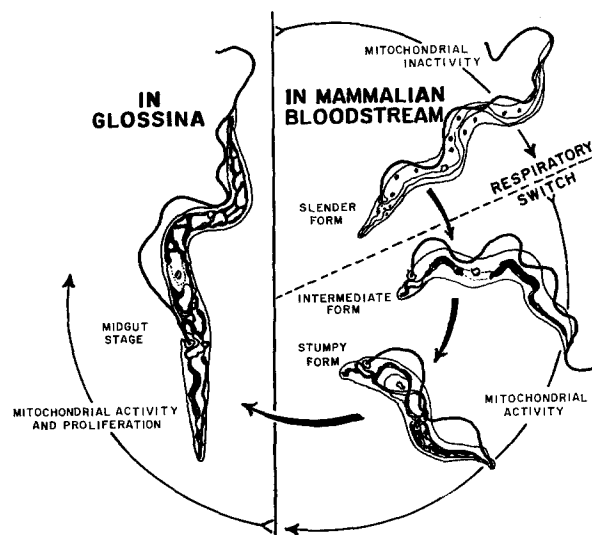 IN
GLOSSINA
MIDGUT
STAGE
MITOCHONDRIAL ACTIVITY
AND PROLIFERATION
MITOCHONDRIAL
INACTIVITY
IN MAMMALIAN
BLOODSTREAM
RESPIRATORY
SWITCH
SLENDER
FORM
INTERMEDIATE
FORM
STUMPY
FORM
MITOCHONDRIAL
ACTIVITY